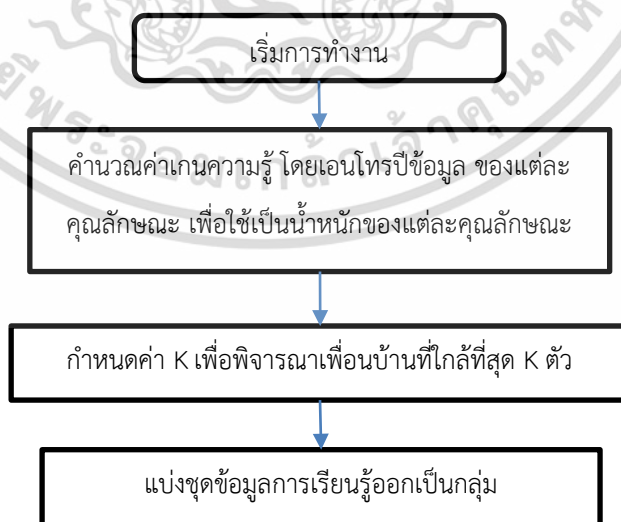 เริ่มการทำงาน
คำนวณค่าเกนความรู้ โดยเอนโทรปีข้อมูล ของแต่ละ
คุณลักษณะ เพื่อใช้เป็นน้ำหนักของแต่ละคุณลักษณะ
กำหนดค่า K เพื่อพิจารณาเพื่อนบ้านที่ใกล้ที่สุด K ตัว
แบ่งชุดข้อมูลการเรียนรู้ออกเป็นกลุ่ม